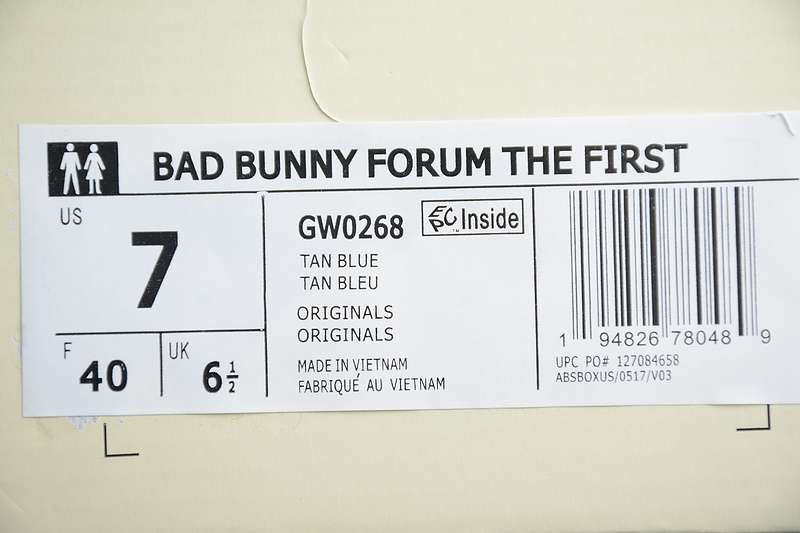 BAD BUNNY FORUM THE FIRST
US
7
F
40
UK
6 1/2
GW0268
EPC™ Inside
TAN BLUE
TAN BLEU
ORIGINALS
ORIGINALS
MADE IN VIETNAM
FABRIQUÉ AU VIETNAM
1 94826 78048 9
UPC PO# 127084658
ABSBOXUS/0517/V03